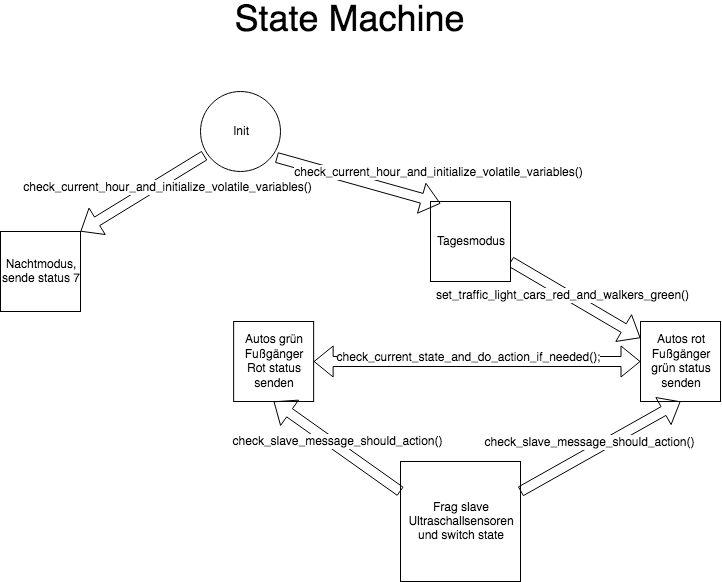 State Machine
Init
check_current_hour_and_initialize_volatile_variables()
check_current_hour_and_initialize_volatile_variables()
Nachtmodus,
sende status 7
Tagesmodus
set_traffic_light_cars_red_and_walkers_green()
Autos grün
Fußgänger
Rot status
senden
check_current_state_and_do_action_if_needed();
Autos rot
Fußgänger
grün status
senden
check_slave_message_should_action()
check_slave_message_should_action()
Frag slave
Ultraschallsensoren
und switch state